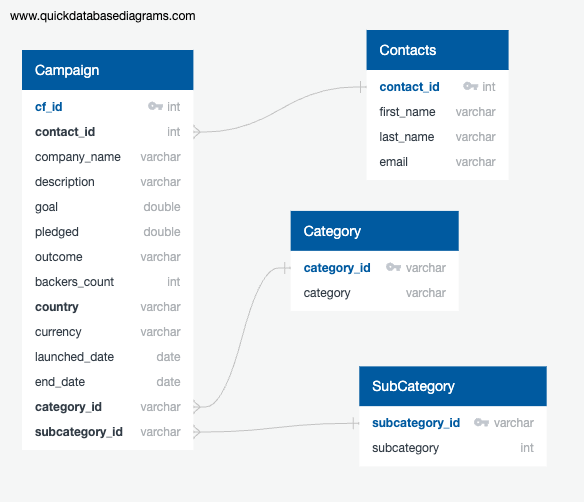 www.quickdatabasediagrams.com
Campaign
cf_id int
contact_id int
company_name varchar
description varchar
goal double
pledged double
outcome varchar
backers_count int
country varchar
currency varchar
launched_date date
end_date date
category_id varchar
subcategory_id varchar
Contacts
contact_id int
first_name varchar
last_name varchar
email varchar
Category
category_id varchar
category varchar
SubCategory
subcategory_id varchar
subcategory int